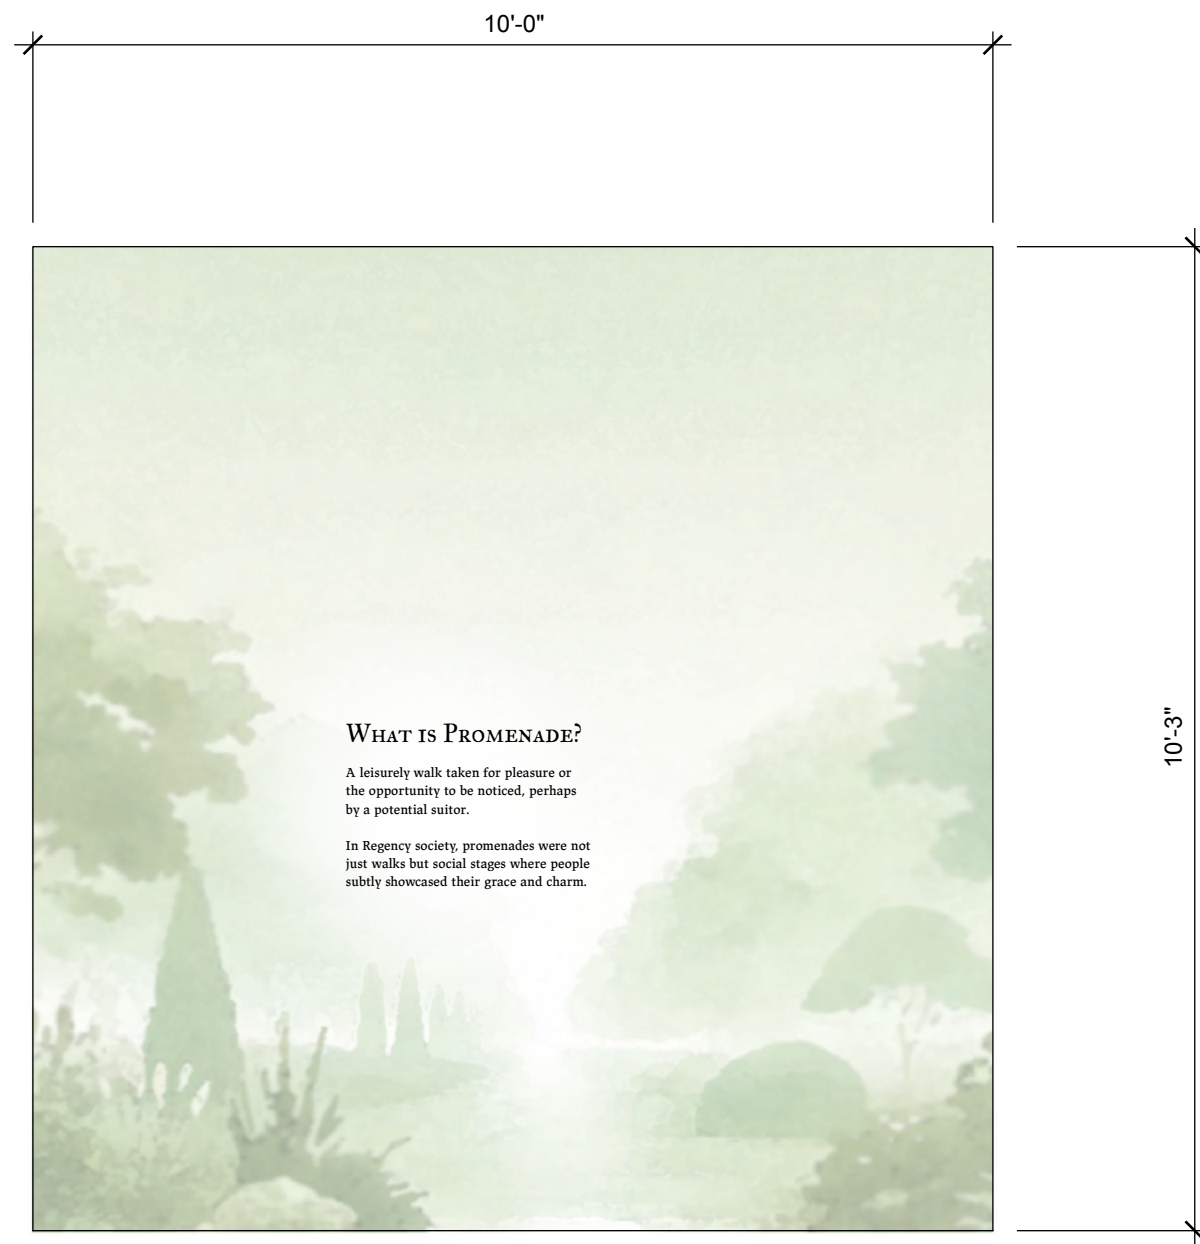 10'-0"
What is Promenade?
A leisurely walk taken for pleasure or
the opportunity to be noticed, perhaps
by a potential suitor.
In Regency society, promenades were not
just walks but social stages where people
subtly showcased their grace and charm.
10'-3"